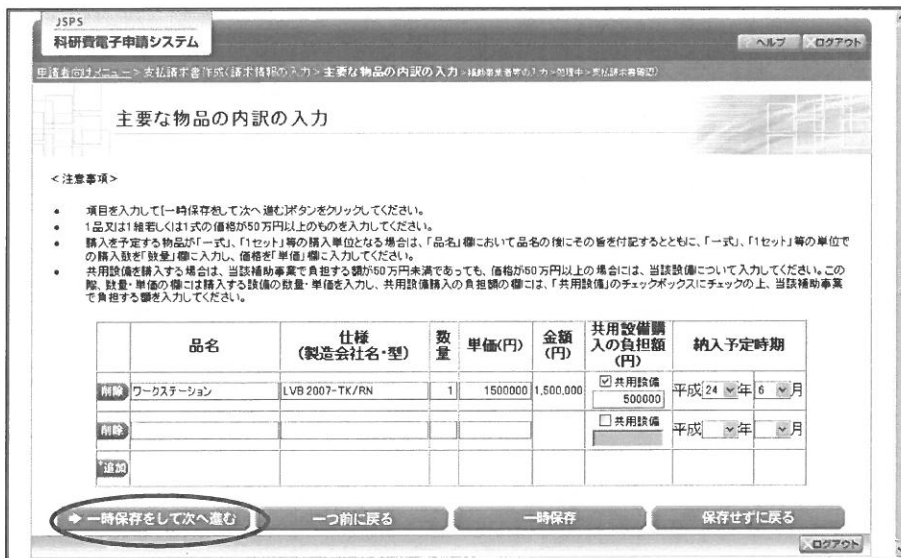 JSPS
科研費電子申請システム
ヘルプ
ログアウト
申請者向けメニュー>支払請求書作成(請求情報の入力>主要な物品の内訳の入力>補助事業者等の入力>処理中>支払請求書確認)
主要な物品の内訳の入力
<注意事項>
• 項目を入力して[一時保存をして次へ進む]ボタンをクリックしてください。
• 1品又は1組若しくは1式の価格が50万円以上のものを入力してください。
• 購入を予定する物品が「一式」、「1セット」等の購入単位となる場合は、「品名」欄において品名の後にその旨を付記するとともに、「一式」、「1セット」等の単位で
の購入数を「数量」欄に入力し、価格を「単価」欄に入力してください。
• 共用設備を購入する場合は、当該補助事業で負担する額が50万円未満であっても、価格が50万円以上の場合には、当該設備について入力してください。この
際、数量・単価の欄には購入する設備の数量・単価を入力し、共用設備購入の負担額の欄には、「共用設備」のチェックボックスにチェックの上、当該補助事業
で負担する額を入力してください。
品名 仕様(製造会社名・型) 数量 単価(円) 金額(円) 共用設備購入の負担額(円) 納入予定時期
削除 ワークステーション LVB2007-TK/RN 1 1500000 1,500,000 共用設備 500000 平成 24 年 6 月
削除 共用設備 平成 年 月
追加
一時保存をして次へ進む
一つ前に戻る
一時保存
保存せずに戻る
ログアウト